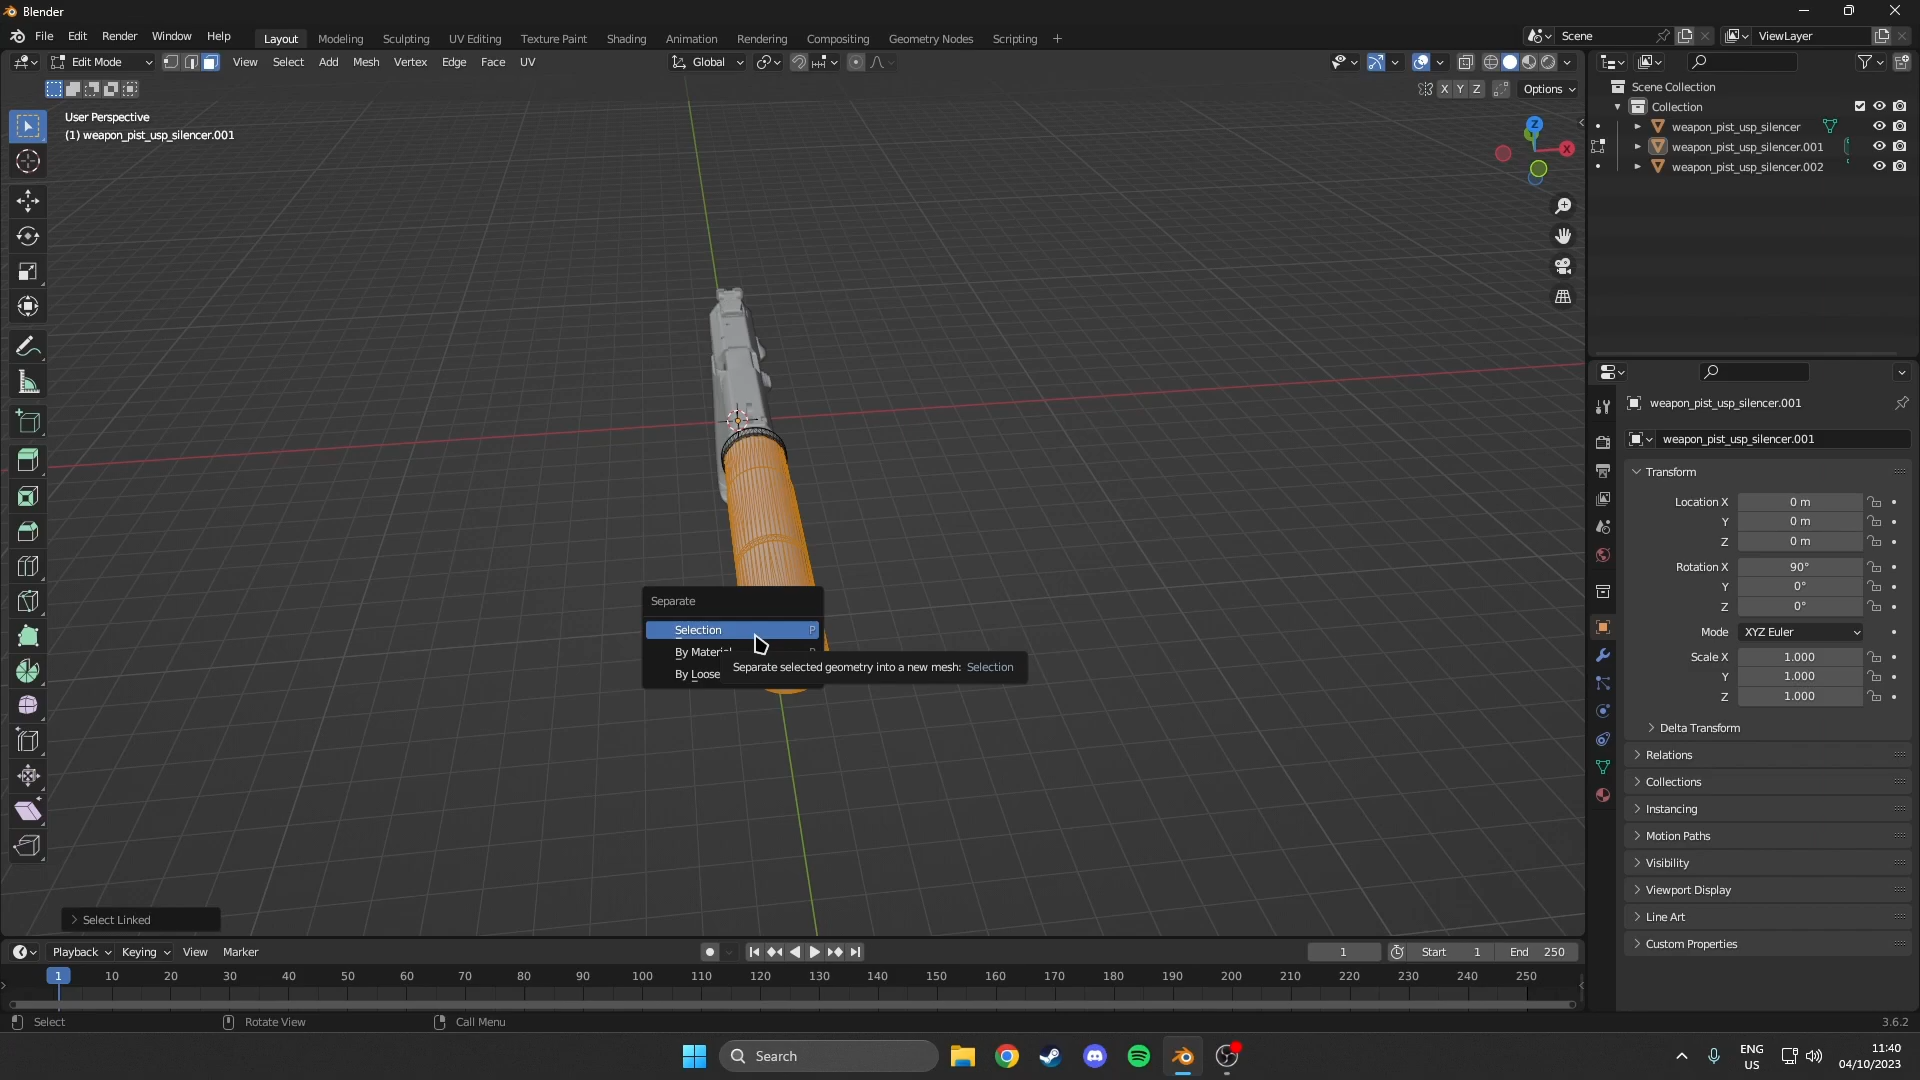 Blender
File Edit Render Window Help Layout Modeling Sculpting UV Editing Texture Paint Shading Animation Rendering Compositing Geometry Nodes Scripting + Scene ViewLayer
Edit Mode View Select Add Mesh Vertex Edge Face UV Global
X Y Z Options
User Perspective
(1) weapon_pist_usp_silencer.001
Z
X
Scene Collection
Collection
weapon_pist_usp_silencer
weapon_pist_usp_silencer.001
weapon_pist_usp_silencer.002
weapon_pist_usp_silencer.001
weapon_pist_usp_silencer.001
Transform
Location X 0 m
Y 0 m
Z 0 m
Rotation X 90°
Y 0°
Z 0°
Mode XYZ Euler
Scale X 1.000
Y 1.000
Z 1.000
Delta Transform
Relations
Collections
Instancing
Motion Paths
Visibility
Viewport Display
Line Art
Custom Properties
Separate
Selection P
By Material P
By Loose
Separate selected geometry into a new mesh: Selection
Select Linked
Playback Keying View Marker 1 Start 1 End 250
1 10 20 30 40 50 60 70 80 90 100 110 120 130 140 150 160 170 180 190 200 210 220 230 240 250
Select Rotate View Call Menu 3.6.2
Search
ENG
US
11:40
04/10/2023